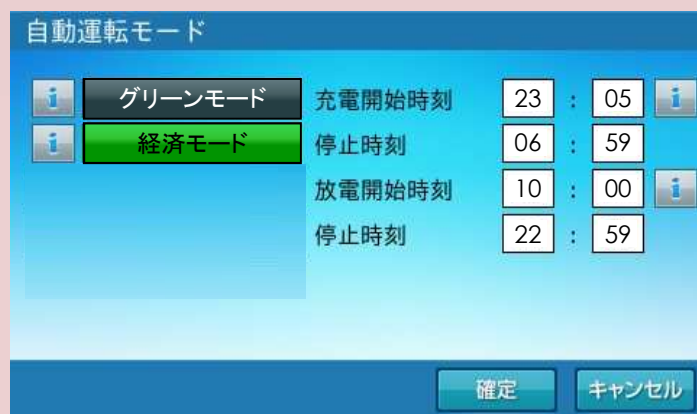 自動運転モード
i グリーンモード 充電開始時刻 23 : 05 i
i 経済モード 停止時刻 06 : 59
放電開始時刻 10 : 00 i
停止時刻 22 : 59
確定 キャンセル